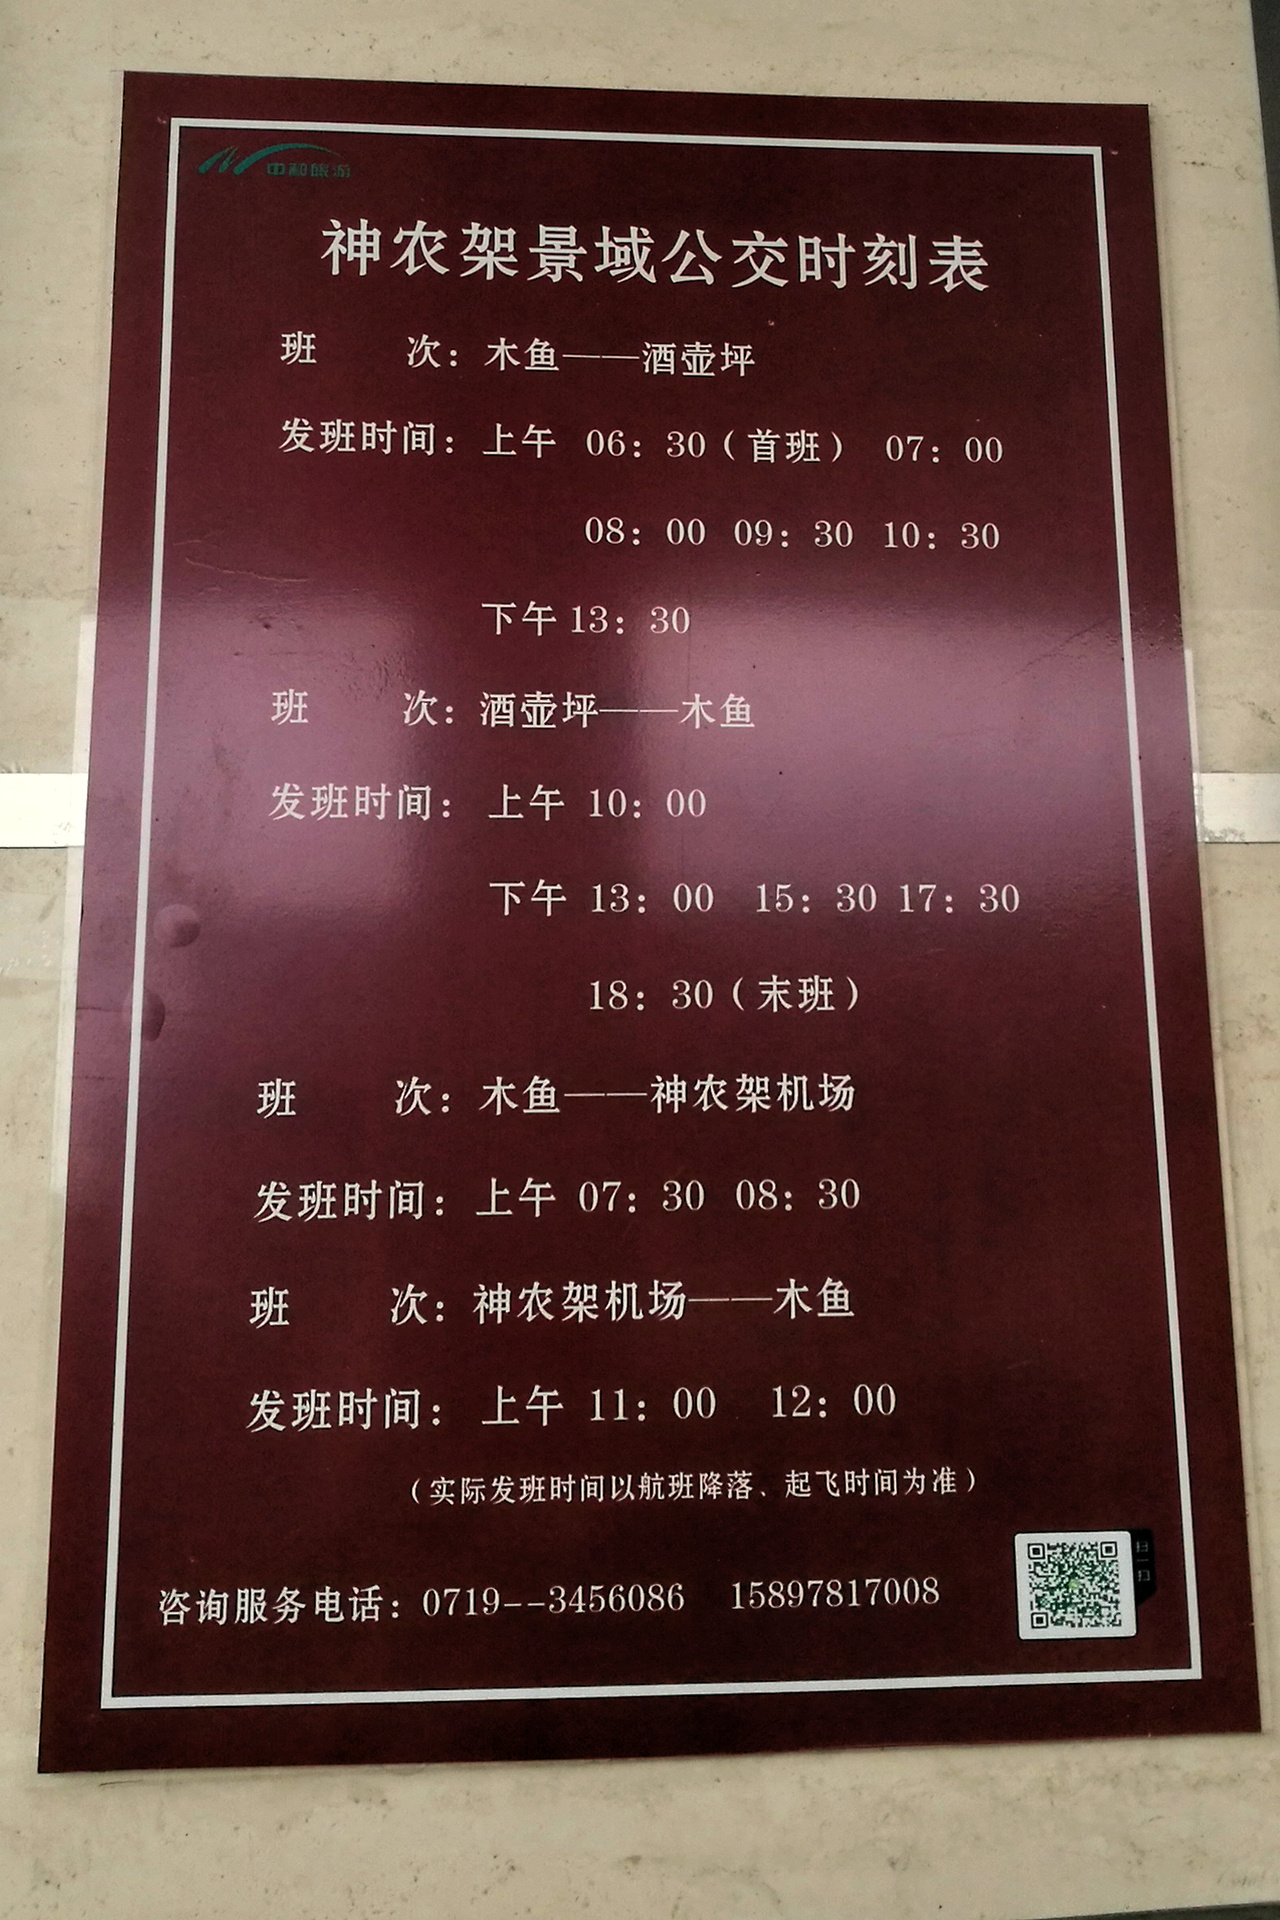 中和旅游
神农架景域公交时刻表
班 次：木鱼——酒壶坪
发班时间：上午 06：30（首班） 07：00
08：00 09：30 10：30
下午 13：30
班 次：酒壶坪——木鱼
发班时间： 上午 10：00
下午 13：00 15：30 17：30
18：30（末班）
班 次：木鱼——神农架机场
发班时间：上午 07：30 08：30
班 次：神农架机场——木鱼
发班时间： 上午 11：00 12：00
（实际发班时间以航班降落、起飞时间为准）
咨询服务电话：0719--3456086 15897817008
扫一扫